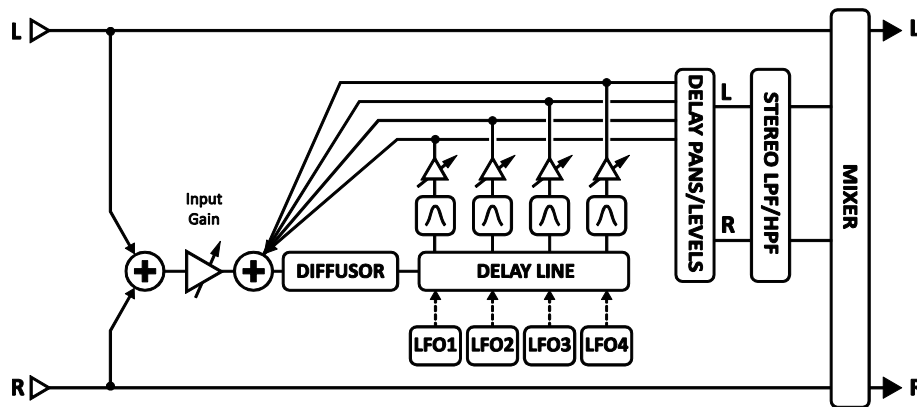 L
L
DELAY PANS/LEVELS
L
R
STEREO LPF/HPF
MIXER
Input
Gain
+
+
DIFFUSOR
DELAY LINE
LFO1
LFO2
LFO3
LFO4
R
R